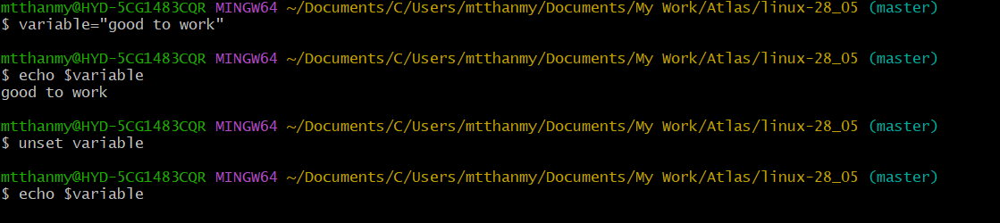 mtthanmy@HYD-5CG1483CQR MINGW64 ~/Documents/C/Users/mtthanmy/Documents/My Work/Atlas/linux-28_05 (master)
$ variable="good to work"
mtthanmy@HYD-5CG1483CQR MINGW64 ~/Documents/C/Users/mtthanmy/Documents/My Work/Atlas/linux-28_05 (master)
$ echo $variable
good to work
mtthanmy@HYD-5CG1483CQR MINGW64 ~/Documents/C/Users/mtthanmy/Documents/My Work/Atlas/linux-28_05 (master)
$ unset variable
mtthanmy@HYD-5CG1483CQR MINGW64 ~/Documents/C/Users/mtthanmy/Documents/My Work/Atlas/linux-28_05 (master)
$ echo $variable